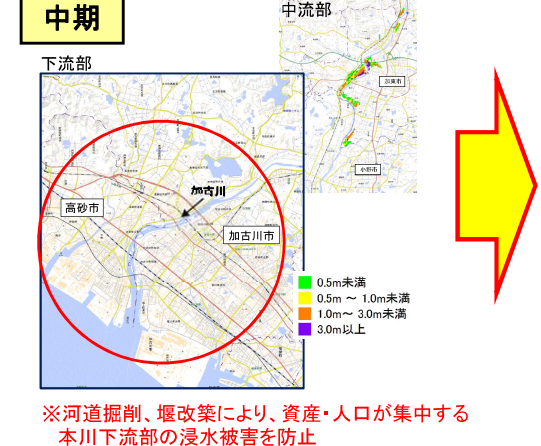 中期
中流部
下流部
加東市
小野市
加古川
高砂市
加古川市
0.5m未満
0.5m ～ 1.0m未満
1.0m～ 3.0m未満
3.0m以上
※河道掘削、堰改築により、資産・人口が集中する
本川下流部の浸水被害を防止